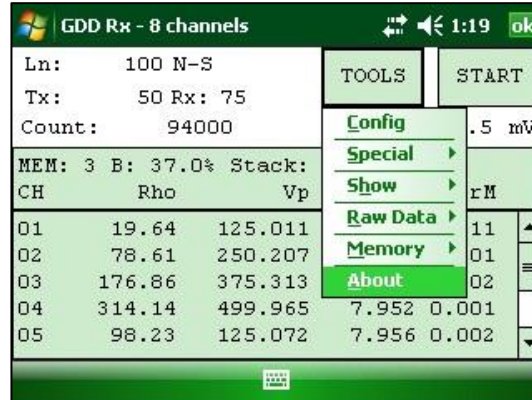 GDD Rx - 8 channels 1:19 ok
Ln: 100 N-S
TOOLS START
Tx: 50 Rx: 75
Count: 94000 .5 mV
Config
Special
Show
Raw Data
Memory
About
MEM: 3 B: 37.0% Stack:
CH Rho Vp rM
01 19.64 125.011 11
02 78.61 250.207 01
03 176.86 375.313 02
04 314.14 499.965 7.952 0.001
05 98.23 125.072 7.956 0.002